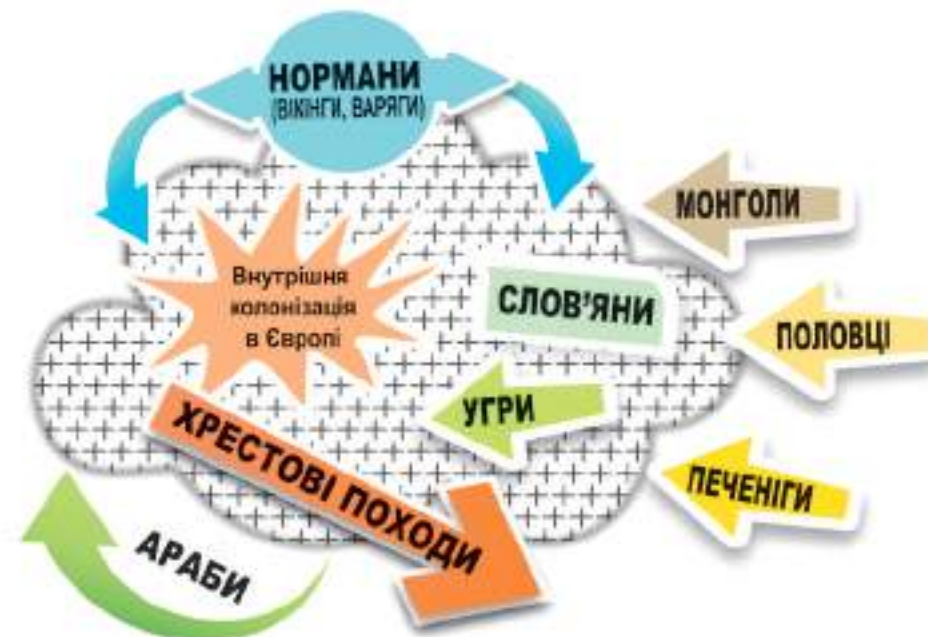 НОРМАНИ
(ВІКІНГИ, ВАРЯГИ)
МОНГОЛИ
Внутрішня
колонізація
в Європі
СЛОВ’ЯНИ
ПОЛОВЦІ
УГРИ
ХРЕСТОВІ ПОХОДИ
ПЕЧЕНІГИ
АРАБИ